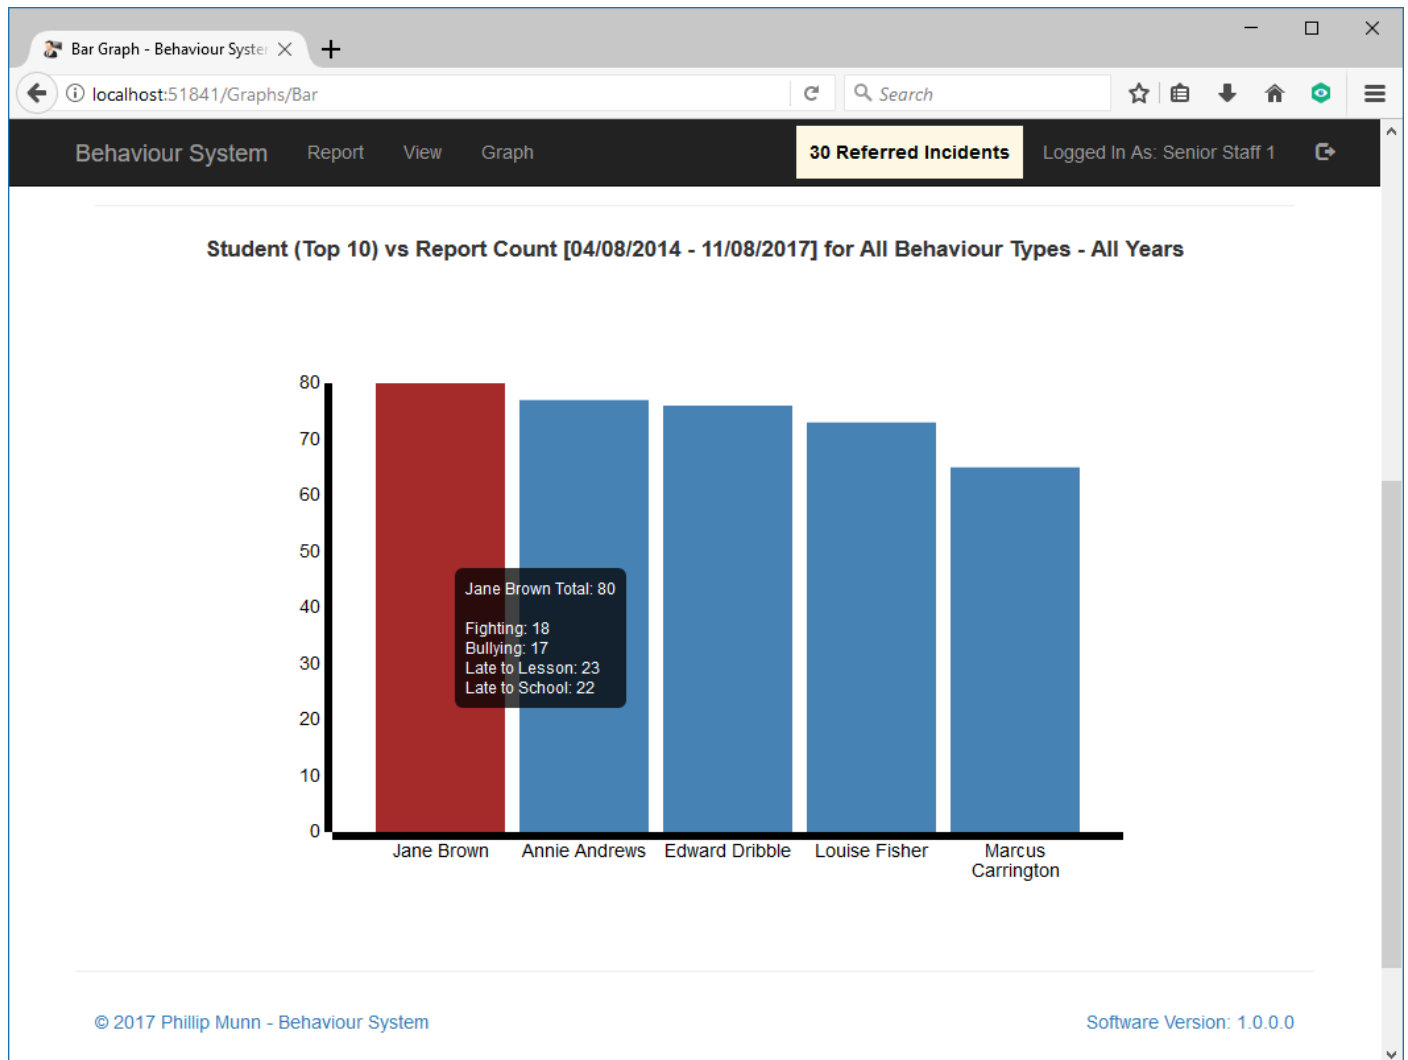 Bar Graph - Behaviour Syster
localhost:51841/Graphs/Bar
Search
Behaviour System Report View Graph 30 Referred Incidents Logged In As: Senior Staff 1
Student (Top 10) vs Report Count [04/08/2014 - 11/08/2017] for All Behaviour Types - All Years
80
70
60
50
40
30
20
10
0
Jane Brown Total: 80
Fighting: 18
Bullying: 17
Late to Lesson: 23
Late to School: 22
Jane Brown Annie Andrews Edward Dribble Louise Fisher Marcus
Carrington
© 2017 Phillip Munn - Behaviour System Software Version: 1.0.0.0